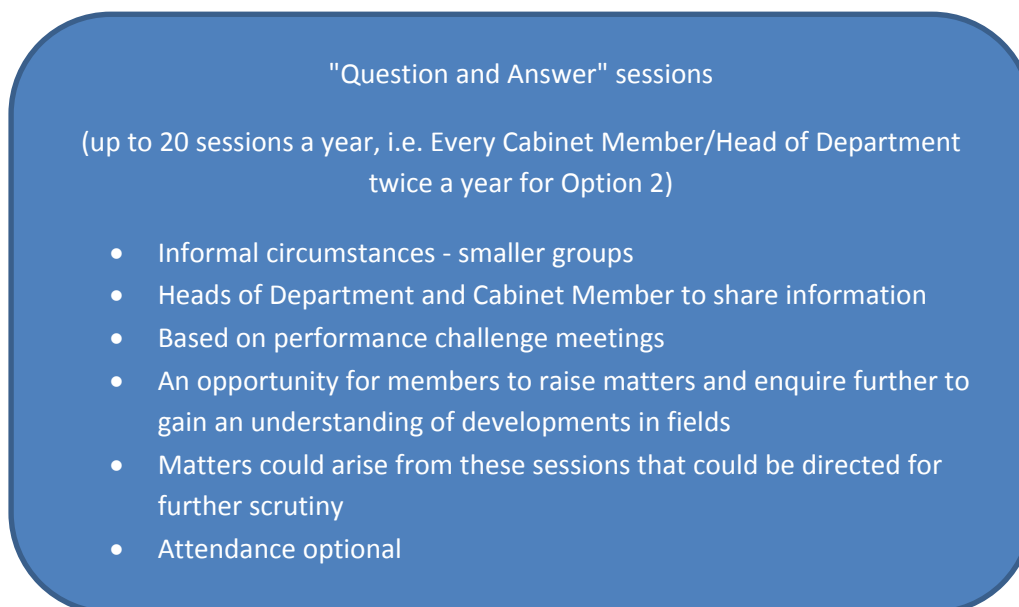 "Question and Answer" sessions
(up to 20 sessions a year, i.e. Every Cabinet Member/Head of Department
twice a year for Option 2)
• Informal circumstances - smaller groups
• Heads of Department and Cabinet Member to share information
• Based on performance challenge meetings
• An opportunity for members to raise matters and enquire further to
gain an understanding of developments in fields
• Matters could arise from these sessions that could be directed for
further scrutiny
• Attendance optional